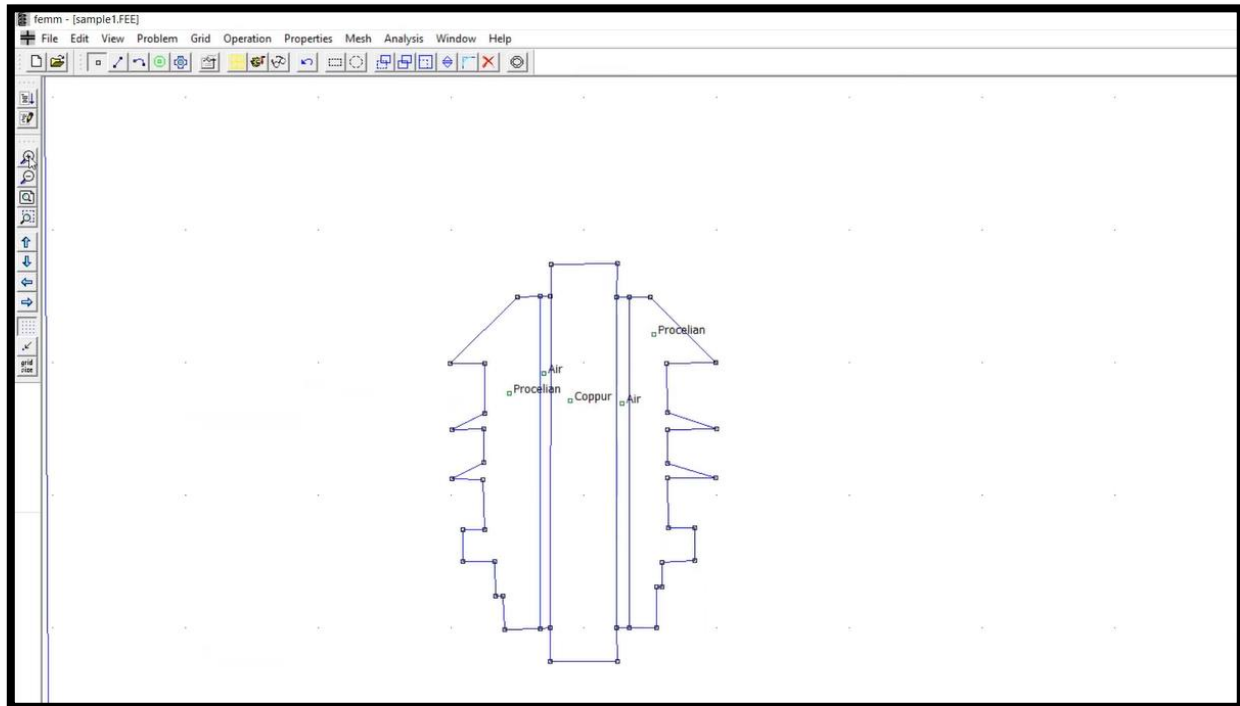 femm - [sample1.FEE]
File Edit View Problem Grid Operation Properties Mesh Analysis Window Help
grid
size
Procelian
Air
Procelian
Coppur
Air